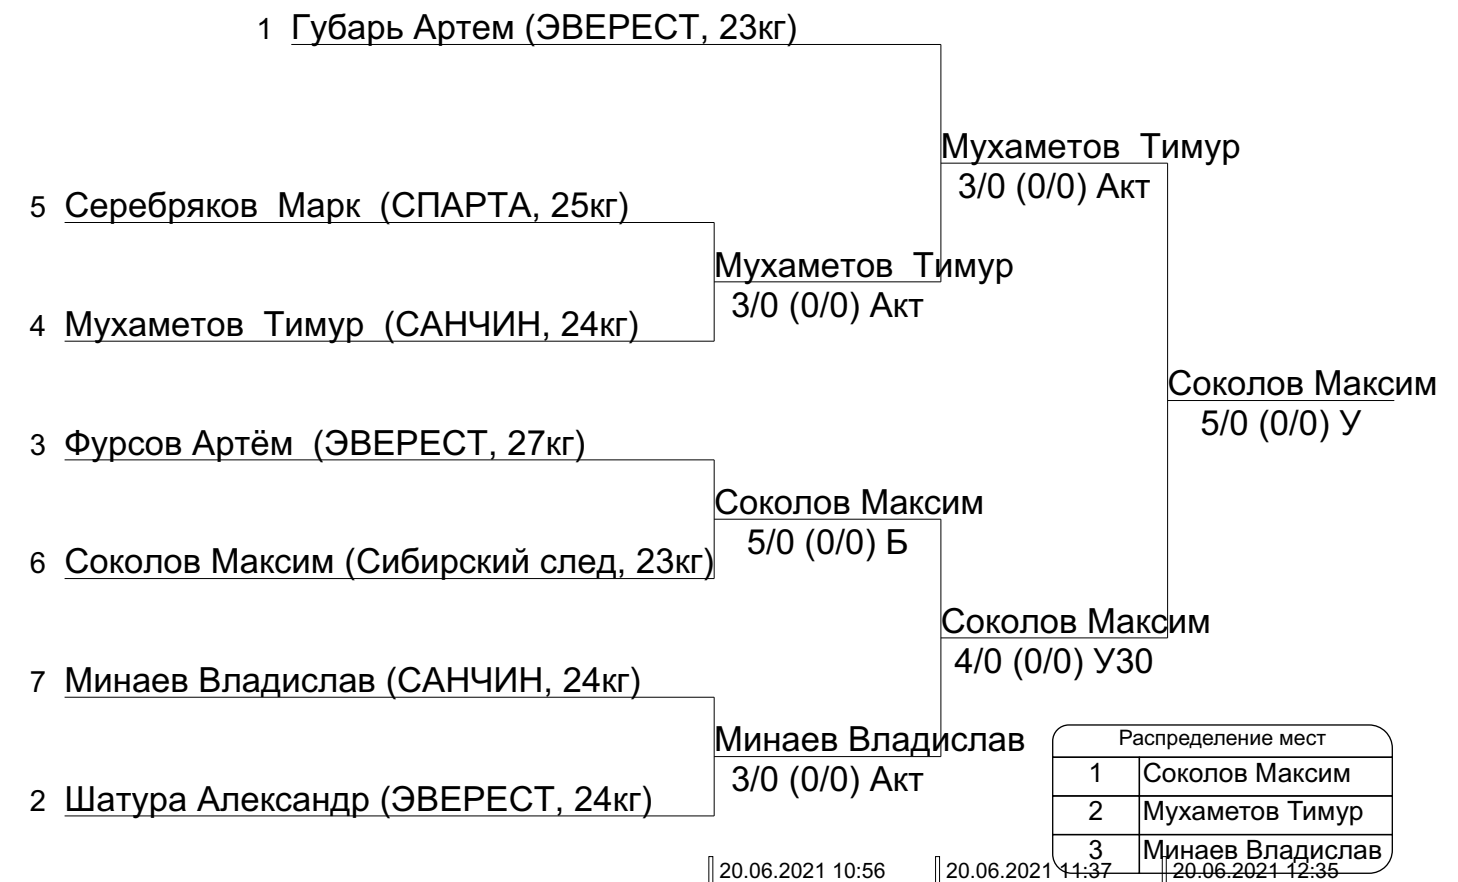 1 Губарь Артем (ЭВЕРЕСТ, 23кг)
Мухаметов Тимур
3/0 (0/0) Акт
5 Серебряков Марк (СПАРТА, 25кг)
Мухаметов Тимур
3/0 (0/0) Акт
4 Мухаметов Тимур (САНЧИН, 24кг)
Соколов Максим
5/0 (0/0) У
3 Фурсов Артём (ЭВЕРЕСТ, 27кг)
Соколов Максим
5/0 (0/0) Б
6 Соколов Максим (Сибирский след, 23кг)
Соколов Максим
4/0 (0/0) У30
7 Минаев Владислав (САНЧИН, 24кг)
Минаев Владислав
3/0 (0/0) Акт
2 Шатура Александр (ЭВЕРЕСТ, 24кг)
Распределение мест
1 Соколов Максим
2 Мухаметов Тимур
3 Минаев Владислав
20.06.2021 10:56 20.06.2021 11:37 20.06.2021 12:35